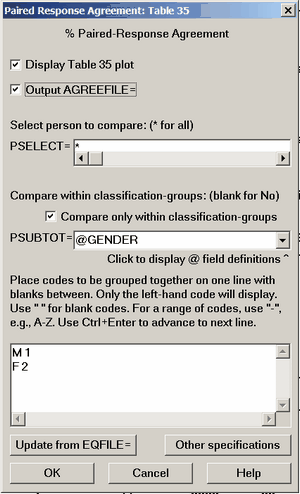 Paired Response Agreement: Table 35
% Paired-Response Agreement
Display Table 35 plot
Output AGREEFILE=
Select person to compare: (* for all)
PSELECT= *
Compare within classification-groups: (blank for No)
Compare only within classification-groups
PSUBTOT= @GENDER
Click to display @ field definitions ^
Place codes to be grouped together on one line with
blanks between. Only the left-hand code will display.
Use " " for blank codes. For a range of codes, use "-",
e.g., A-Z. Use Ctrl+Enter to advance to next line.
M 1
F 2
Update from EQFILE= Other specifications
OK Cancel Help